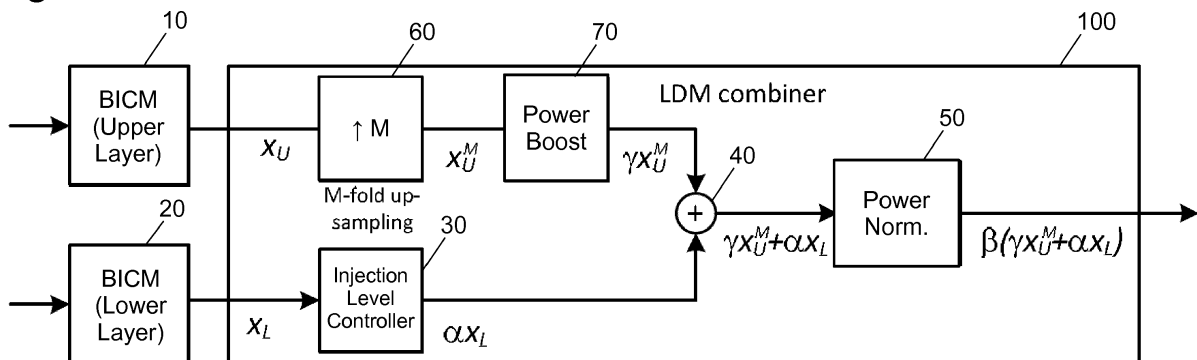 10
60
70
100
BICM
(Upper
Layer)
↑ M
Power
Boost
LDM combiner
x_U
x_U^M
γx_U^M
M-fold up-
sampling
40
50
+
Power
Norm.
γx_U^M+αx_L
β(γx_U^M+αx_L)
20
30
BICM
(Lower
Layer)
Injection
Level
Controller
x_L
αx_L